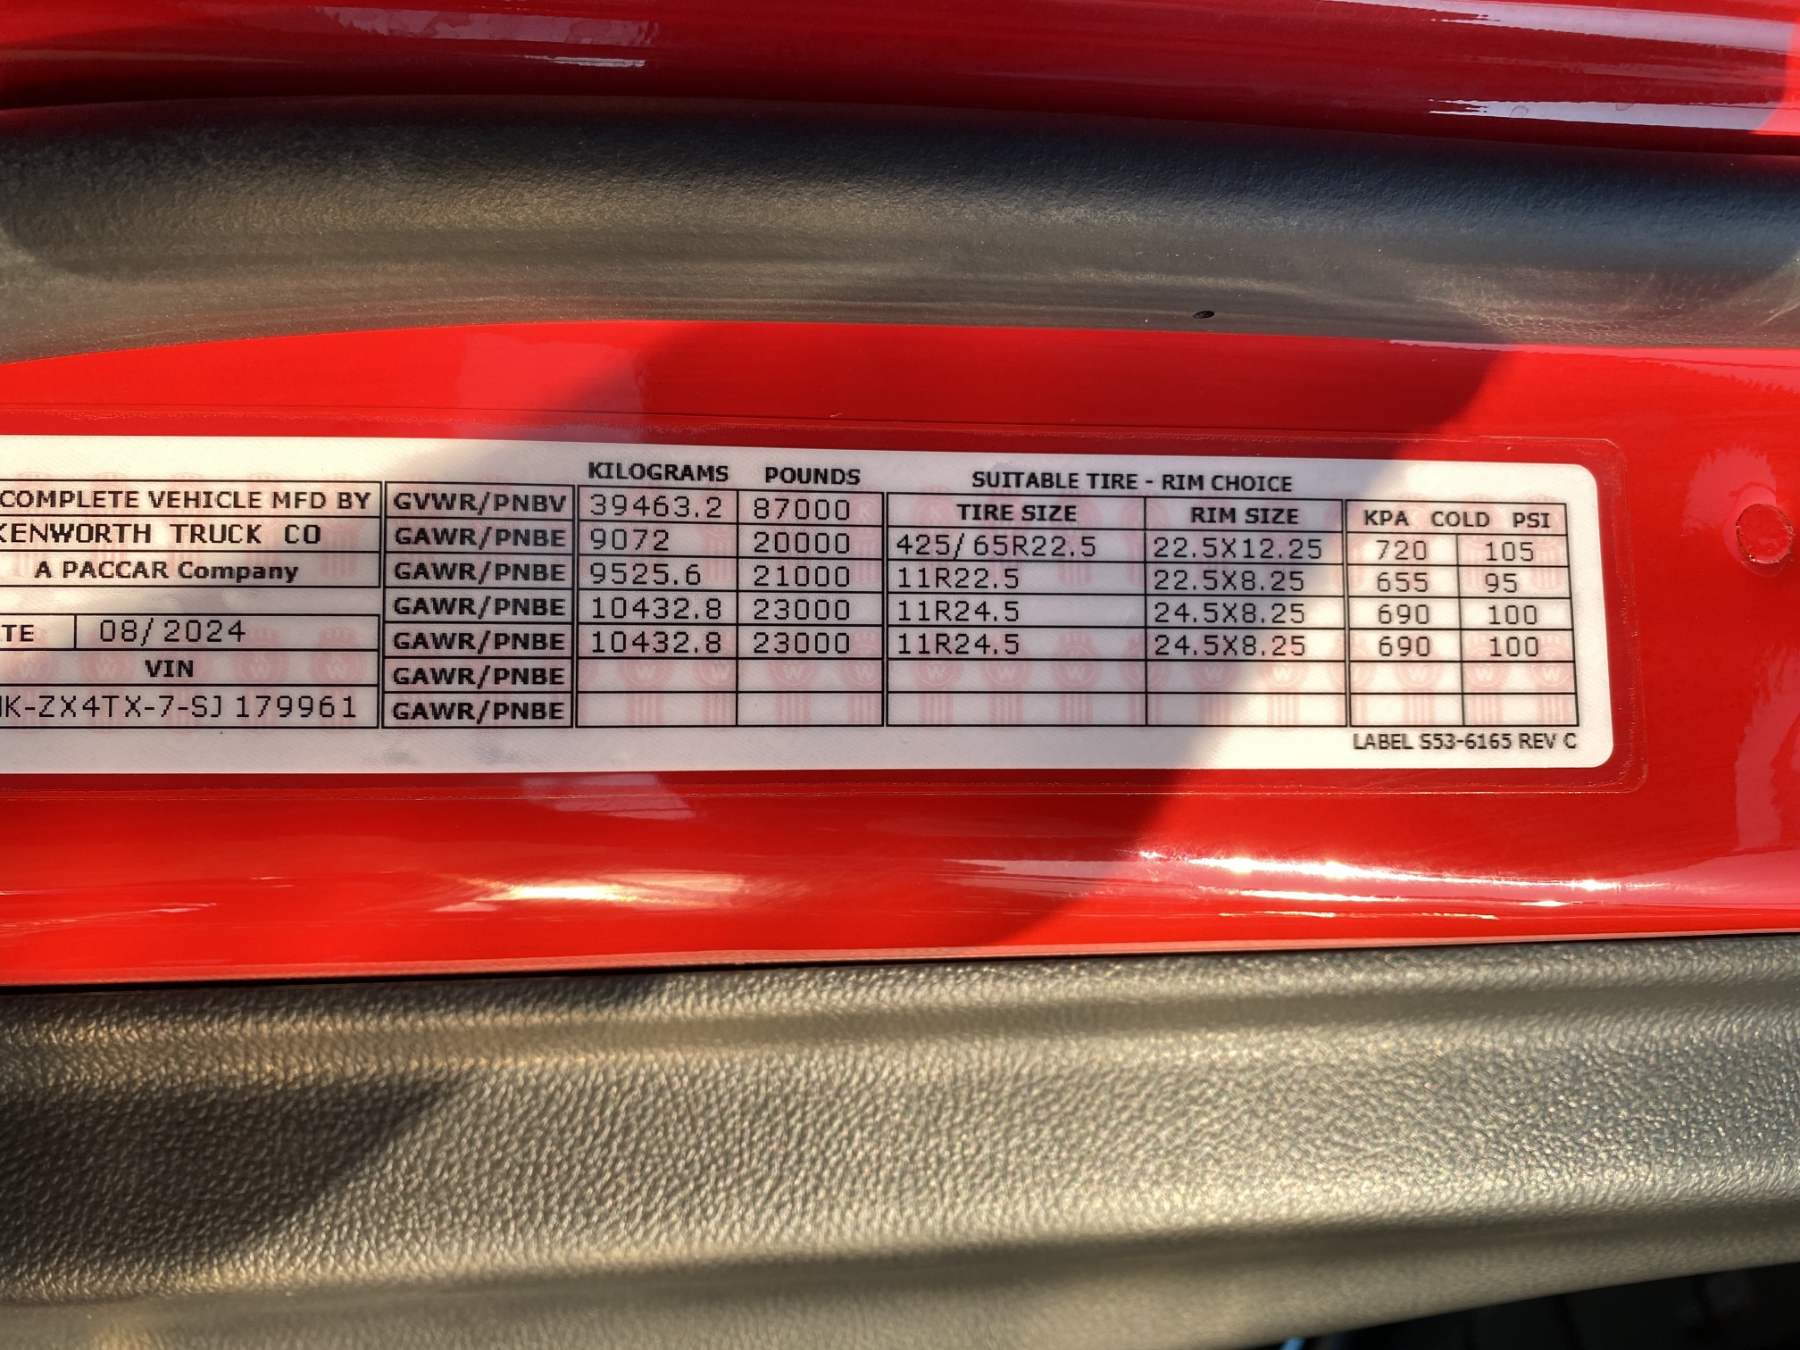 KILOGRAMS POUNDS SUITABLE TIRE - RIM CHOICE
COMPLETE VEHICLE MFD BY GVWR/PNBV 39463.2 87000 TIRE SIZE RIM SIZE KPA COLD PSI
KENWORTH TRUCK CO GAWR/PNBE 9072 20000 425/65R22.5 22.5X12.25 720 105
A PACCAR Company GAWR/PNBE 9525.6 21000 11R22.5 22.5X8.25 655 95
GAWR/PNBE 10432.8 23000 11R24.5 24.5X8.25 690 100
TE 08/2024 GAWR/PNBE 10432.8 23000 11R24.5 24.5X8.25 690 100
VIN GAWR/PNBE
K-ZX4TX-7-SJ179961 GAWR/PNBE
LABEL S53-6165 REV C